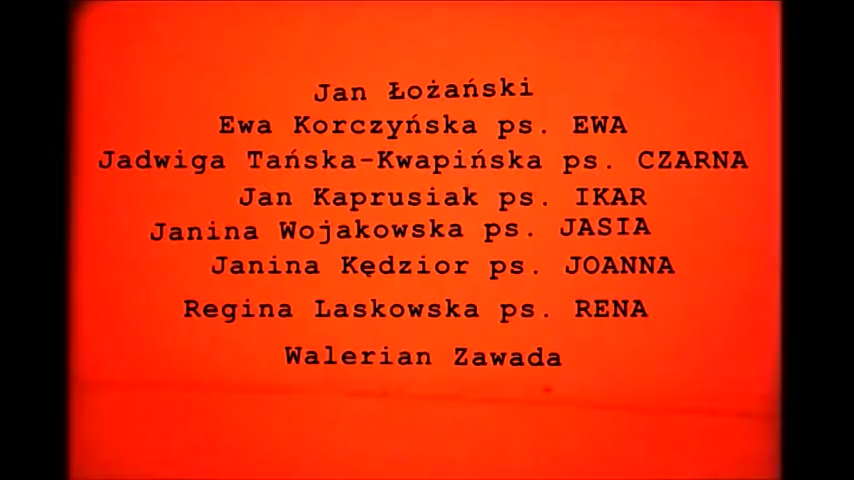 Jan Łożański
Ewa Korczyńska ps. EWA
Jadwiga Tańska-Kwapińska ps. CZARNA
Jan Kaprusiak ps. IKAR
Janina Wojakowska ps. JASIA
Janina Kędzior ps. JOANNA
Regina Laskowska ps. RENA
Walerian Zawada